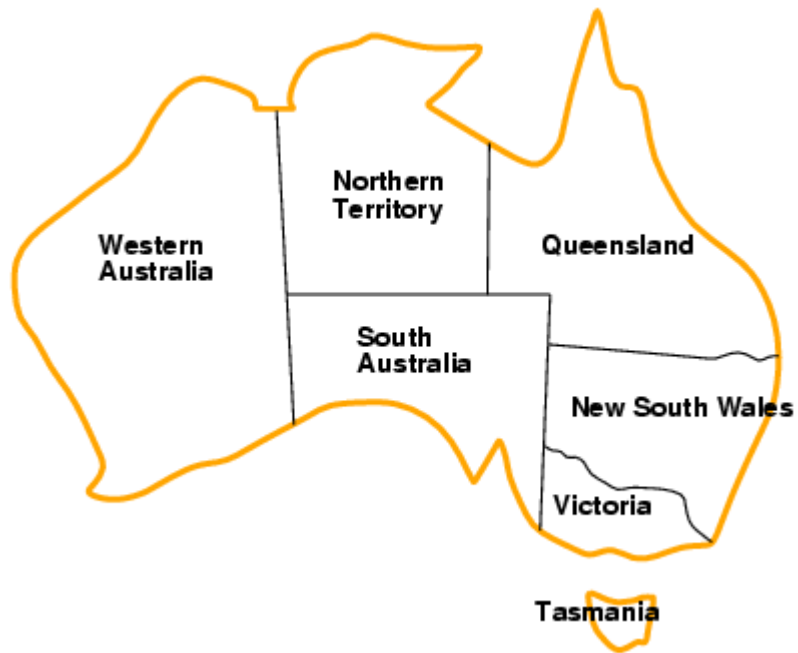 Northern
Territory
Western
Australia
Queensland
South
Australia
New South Wales
Victoria
Tasmania